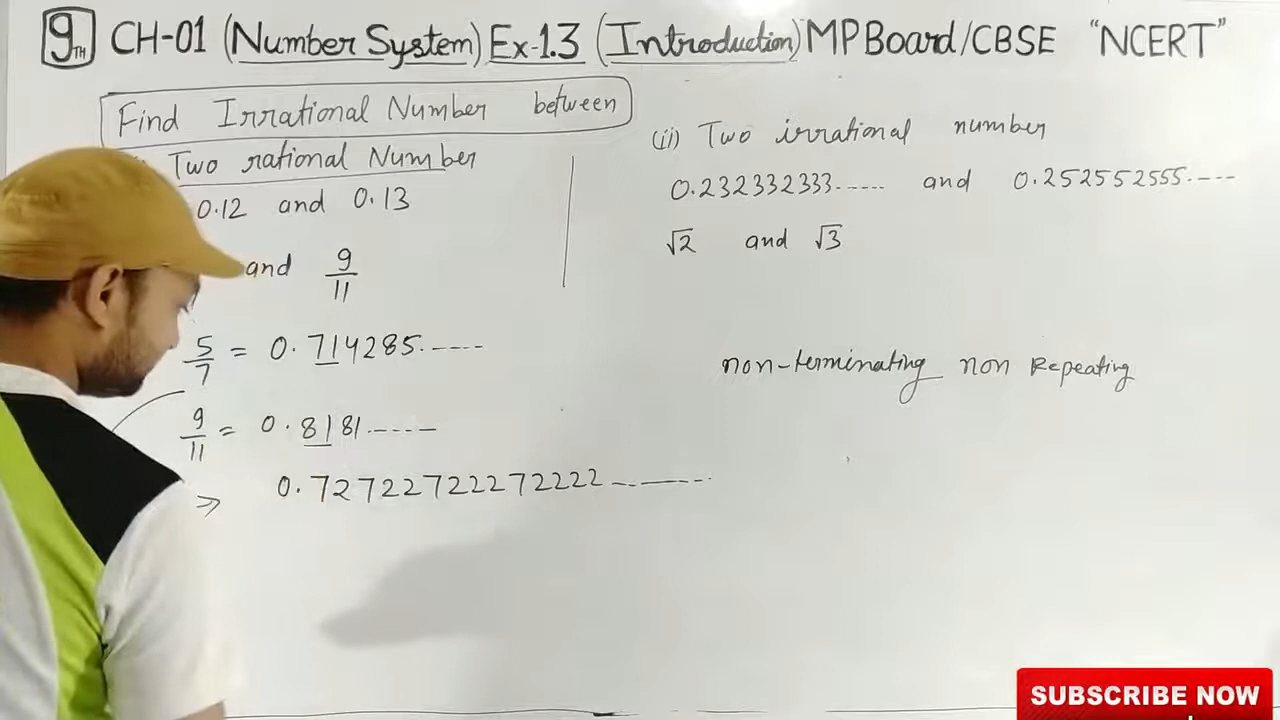 9TH CH-01 (Number System) Ex-1.3 (Introduction) MP Board/CBSE "NCERT"
Find Irrational Number between
Two rational Number
0.12 and 0.13
and 9/11
5/7 = 0.714285.----
9/11 = 0.8181.----
⇒ 0.72722722272222------
(ii) Two irrational number
0.232332333...... and 0.252552555.----
√2 and √3
non-terminating non Repeating
SUBSCRIBE NOW